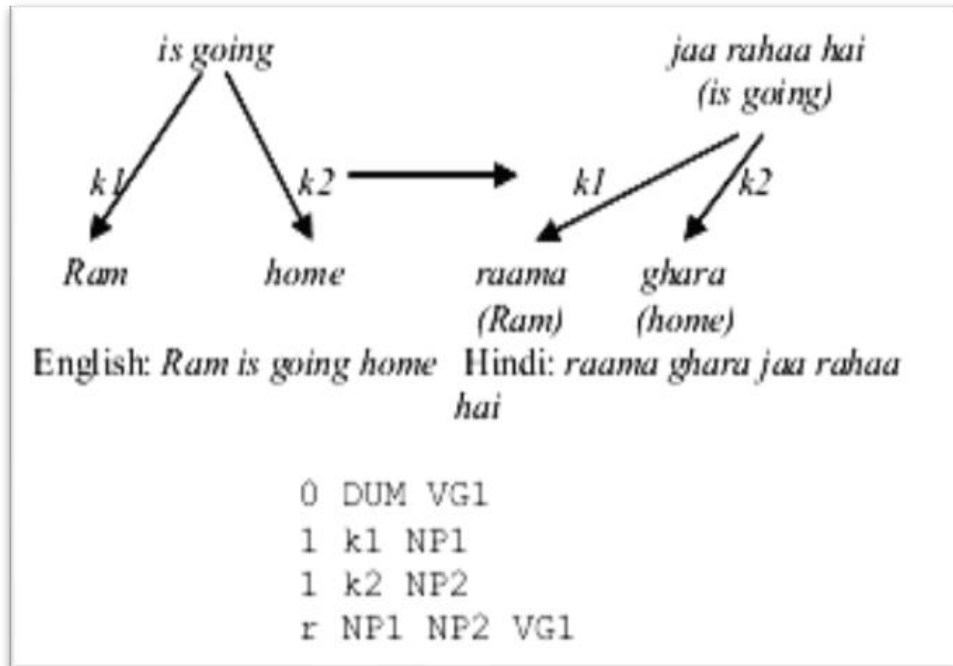 is going jaa rahaa hai
(is going)
k1 k2 k1 k2
Ram home raama ghara
(Ram) (home)
English: Ram is going home Hindi: raama ghara jaa rahaa
hai
0 DUM VG1
1 k1 NP1
1 k2 NP2
r NP1 NP2 VG1